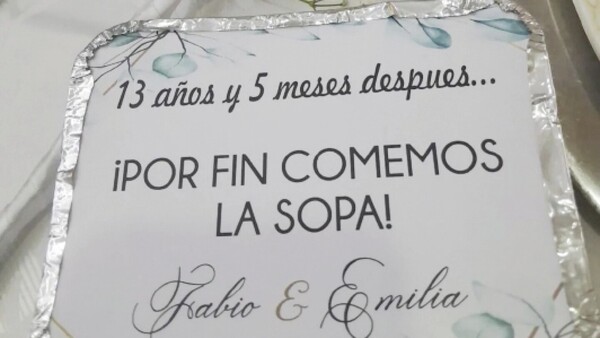 13 años y 5 meses despues...
¡POR FIN COMEMOS
LA SOPA!
Fabio & Emilia